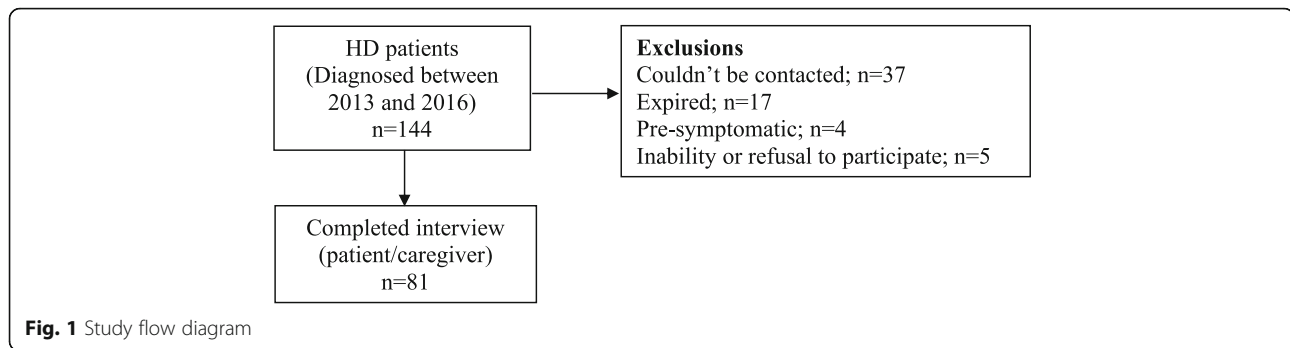 HD patients
(Diagnosed between
2013 and 2016)
n=144
Exclusions
Couldn't be contacted; n=37
Expired; n=17
Pre-symptomatic; n=4
Inability or refusal to participate; n=5
Completed interview
(patient/caregiver)
n=81
Fig. 1 Study flow diagram